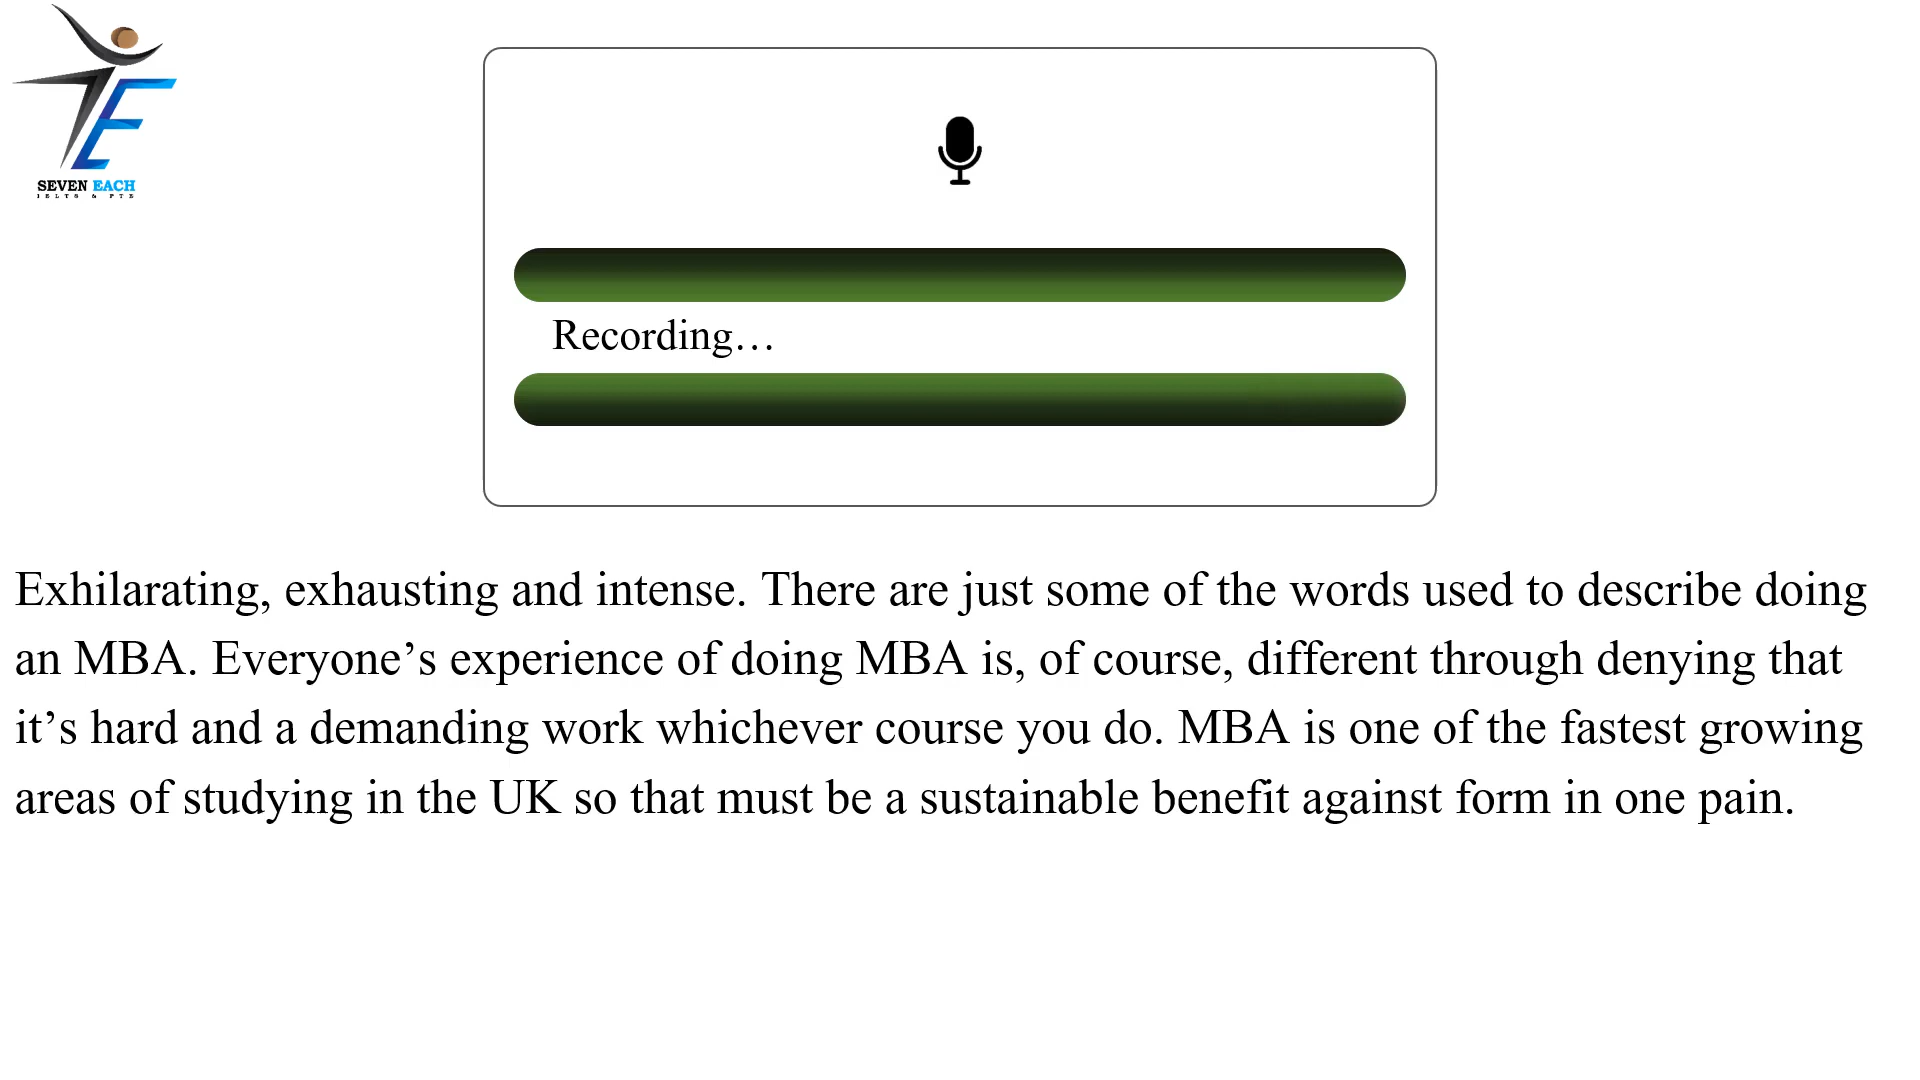 SEVEN EACH
IELTS & PTE
Recording…
Exhilarating, exhausting and intense. There are just some of the words used to describe doing
an MBA. Everyone’s experience of doing MBA is, of course, different through denying that
it’s hard and a demanding work whichever course you do. MBA is one of the fastest growing
areas of studying in the UK so that must be a sustainable benefit against form in one pain.